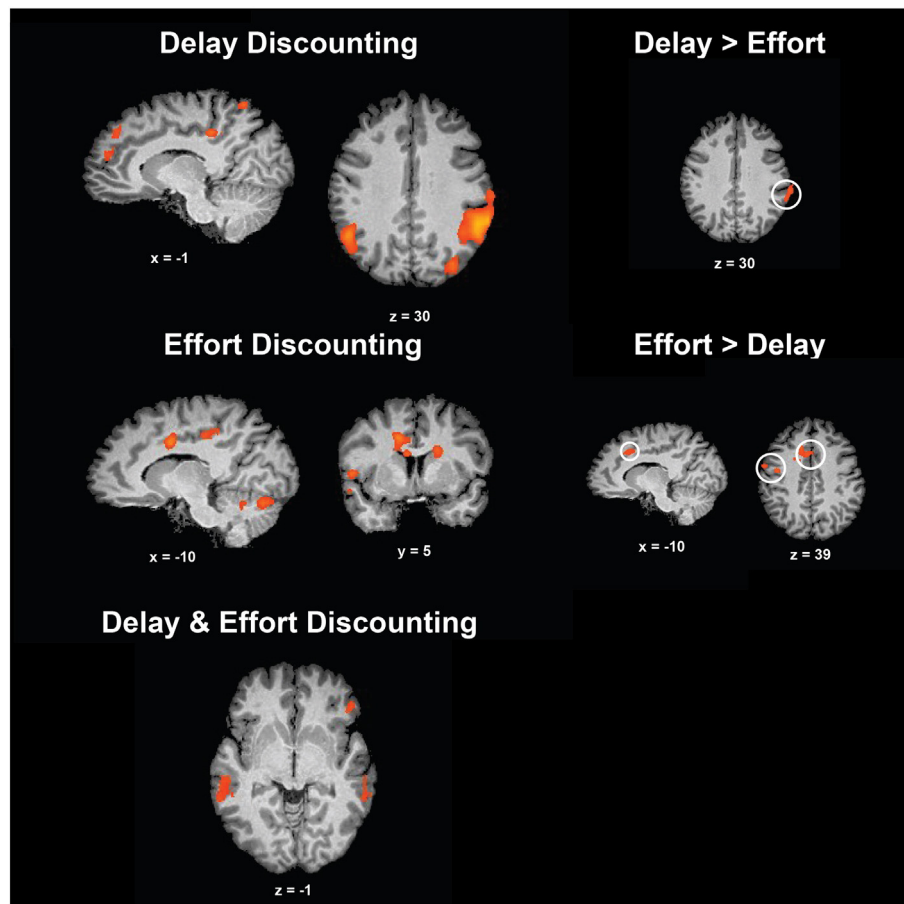 Delay Discounting
Delay > Effort
x = -1
z = 30
z = 30
Effort Discounting
Effort > Delay
x = -10
y = 5
x = -10
z = 39
Delay & Effort Discounting
z = -1